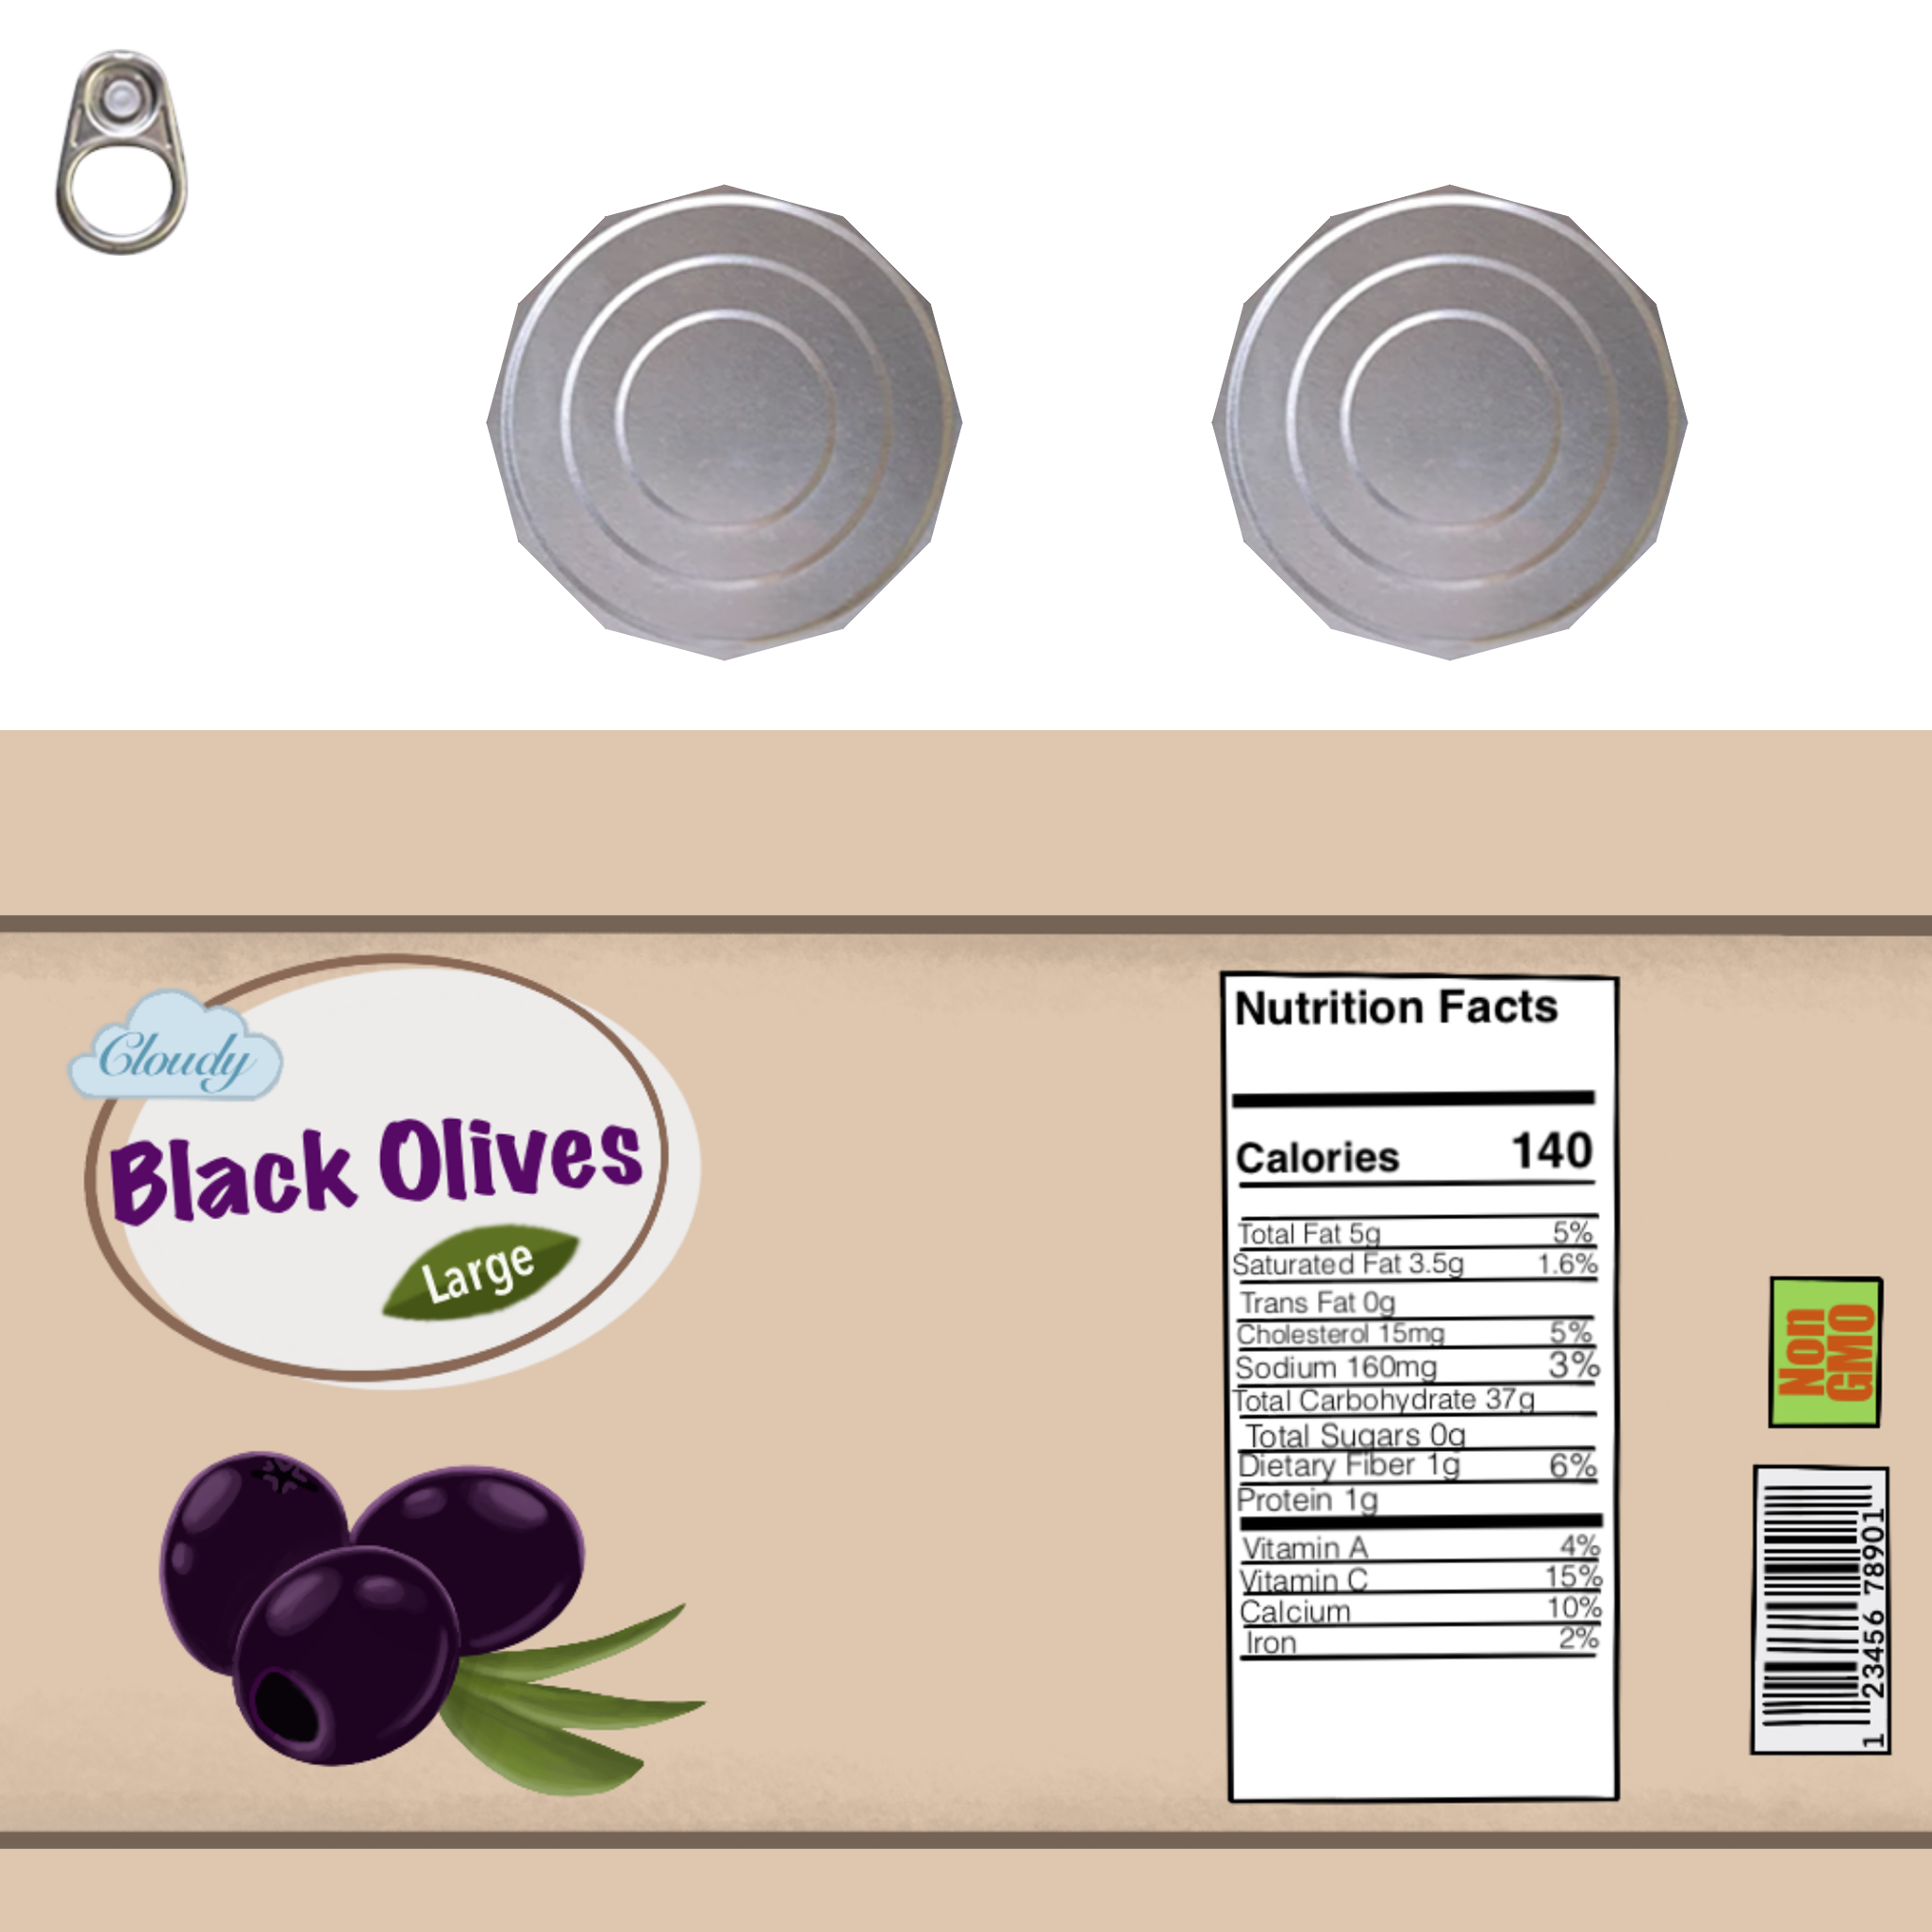 Cloudy
Black Olives
Large
Nutrition Facts
Calories 140
Total Fat 5g 5%
Saturated Fat 3.5g 1.6%
Trans Fat 0g
Cholesterol 15mg 5%
Sodium 160mg 3%
Total Carbohydrate 37g
Total Sugars 0g
Dietary Fiber 1g 6%
Protein 1g
Vitamin A 4%
Vitamin C 15%
Calcium 10%
Iron 2%
Non
GMO
1 23456 78901